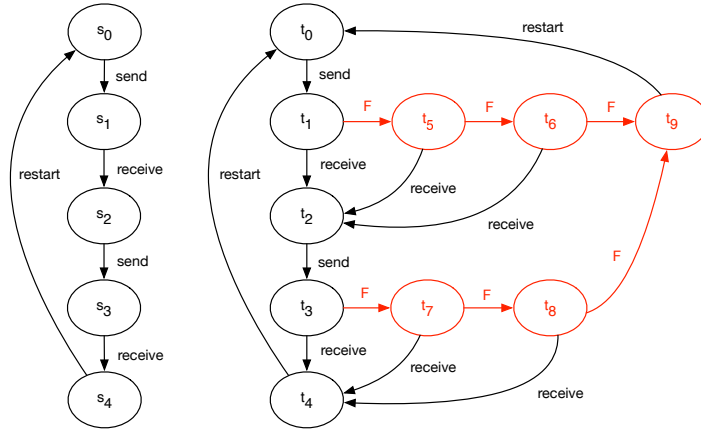 s0
t0
restart
send
send
F
F
F
s1
t1
t5
t6
t9
receive
receive
restart
restart
receive
s2
t2
receive
send
send
F
F
F
s3
t3
t7
t8
receive
receive
receive
receive
s4
t4